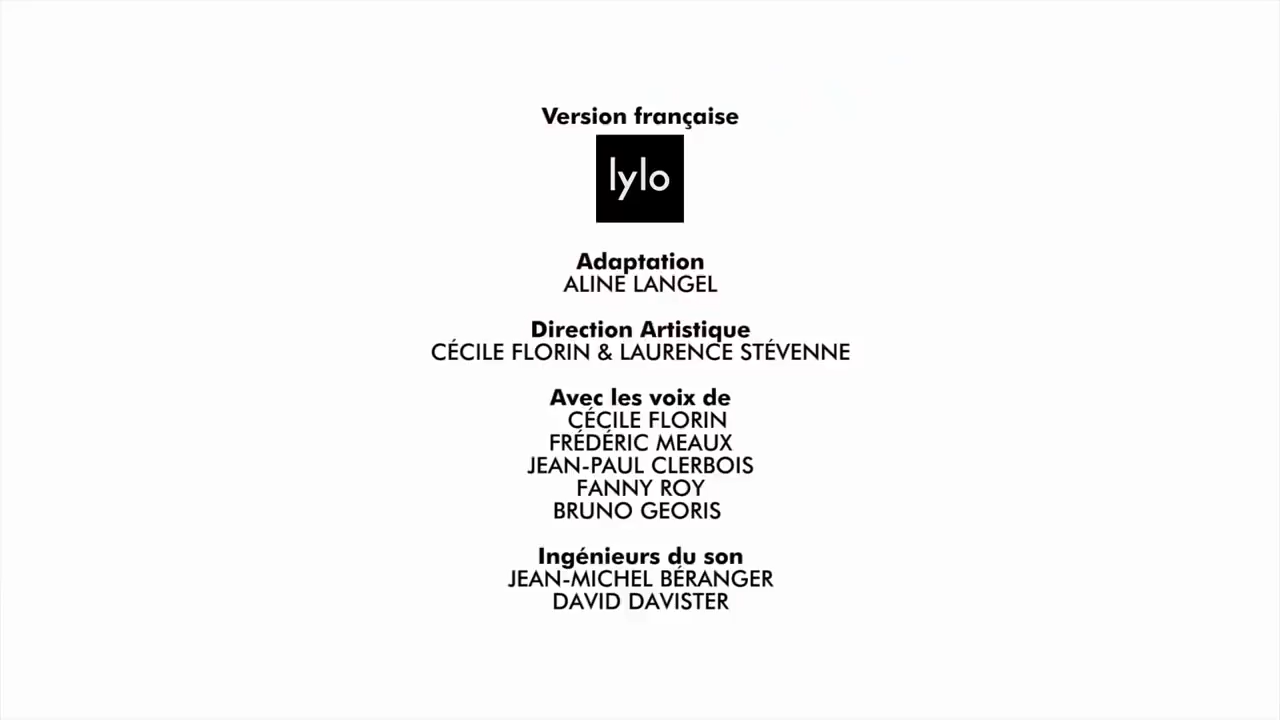 Version française
lylo
Adaptation
ALINE LANGEL
Direction Artistique
CÉCILE FLORIN & LAURENCE STÉVENNE
Avec les voix de
CÉCILE FLORIN
FRÉDÉRIC MEAUX
JEAN-PAUL CLERBOIS
FANNY ROY
BRUNO GEORIS
Ingénieurs du son
JEAN-MICHEL BÉRANGER
DAVID DAVISTER